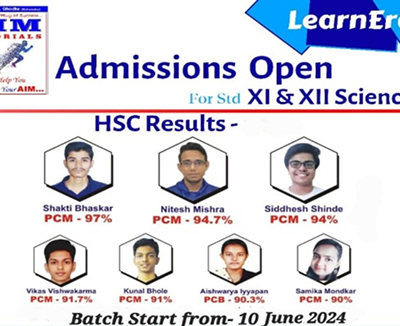 LearnEra
IM
ORIALS
Help You
Your AIM...
Admissions Open
For Std XI & XII Science
HSC Results -
Shakti Bhaskar
PCM - 97%
Nitesh Mishra
PCM - 94.7%
Siddhesh Shinde
PCM - 94%
Vikas Vishwakarma
PCM - 91.7%
Kunal Bhole
PCM - 91%
Aishwarya Iyyapan
PCB - 90.3%
Samika Mondkar
PCM - 90%
Batch Start from- 10 June 2024